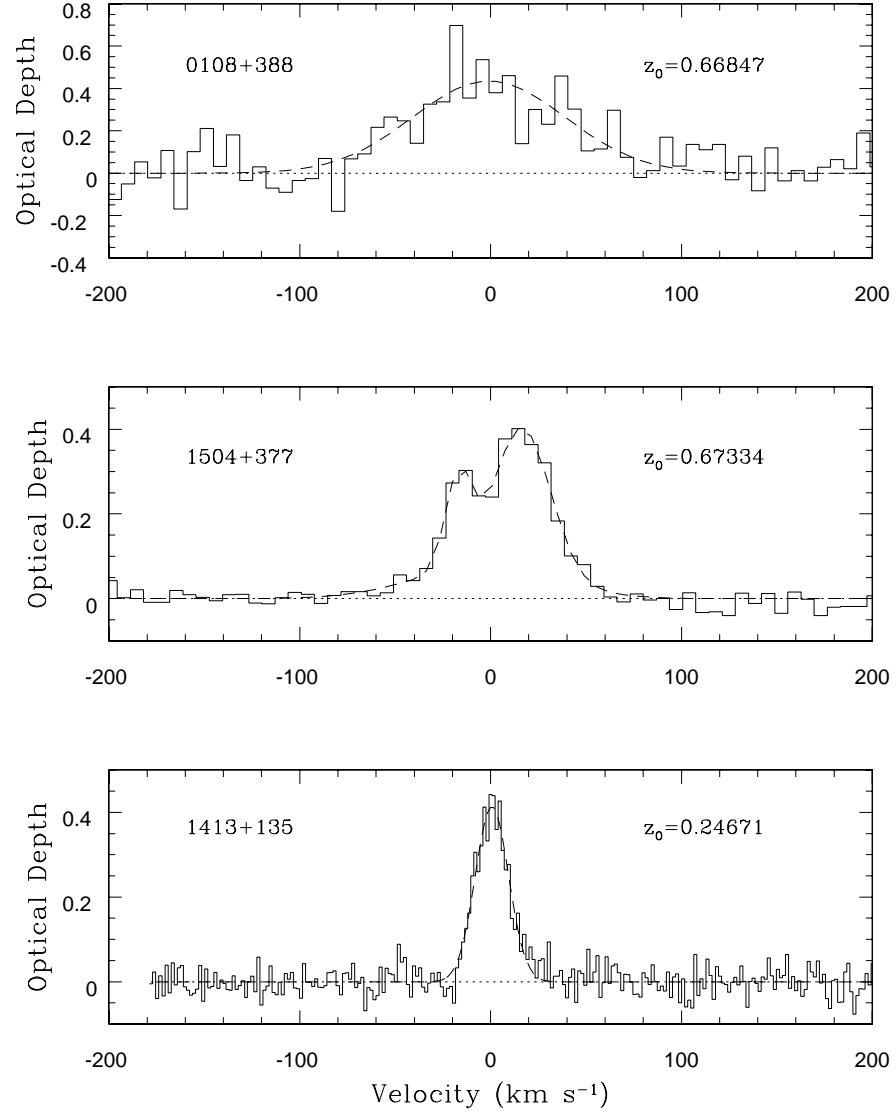 0.8
0108+388
z₀=0.66847
0.6
0.4
0.2
0
-0.2
-0.4
Optical Depth
-200 -100 0 100 200
1504+377
z₀=0.67334
0.4
0.2
0
Optical Depth
-200 -100 0 100 200
1413+135
z₀=0.24671
0.4
0.2
0
Optical Depth
-200 -100 0 100 200
Velocity (km s⁻¹)